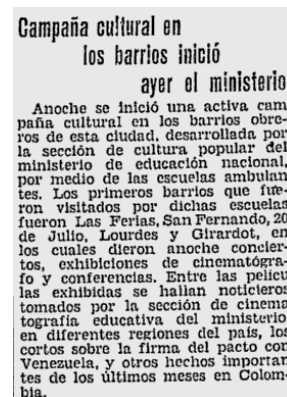 Campaña cultural en
los barrios inició
ayer el ministerio
Anoche se inició una activa cam
paña cultural en los barrios obre-
ros de esta ciudad, desarrollada por
la sección de cultura popular del
ministerio de educación nacional,
por medio de las escuelas ambulan
tes. Los primeros barrios que fue-
ron visitados por dichas escuelas
fueron Las Ferias, San Fernando, 20
de Julio, Lourdes y Girardot, en
los cuales dieron anoche concier-
tos, exhibiciones de cinematógra-
fo y conferencias. Entre las pelícu
las exhibidas se hallan noticieros
tomados por la sección de cinema
tografía educativa del ministerio
en diferentes regiones del país, los
cortos sobre la firma del pacto con
Venezuela, y otros hechos importan
tes de los últimos meses en Colom-
bia.